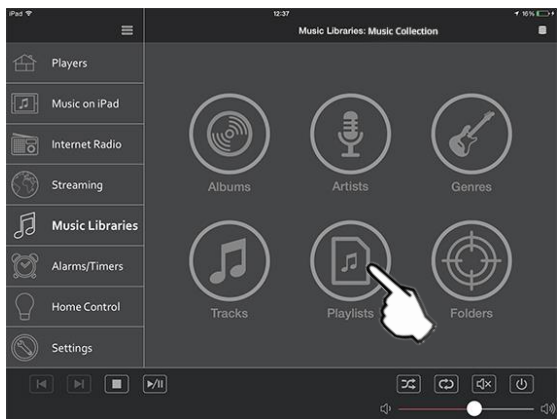 iPad
12:37
16%
Music Libraries: Music Collection
Players
Music on iPad
Internet Radio
Streaming
Music Libraries
Alarms/Timers
Home Control
Settings
Albums
Artists
Genres
Tracks
Playlists
Folders